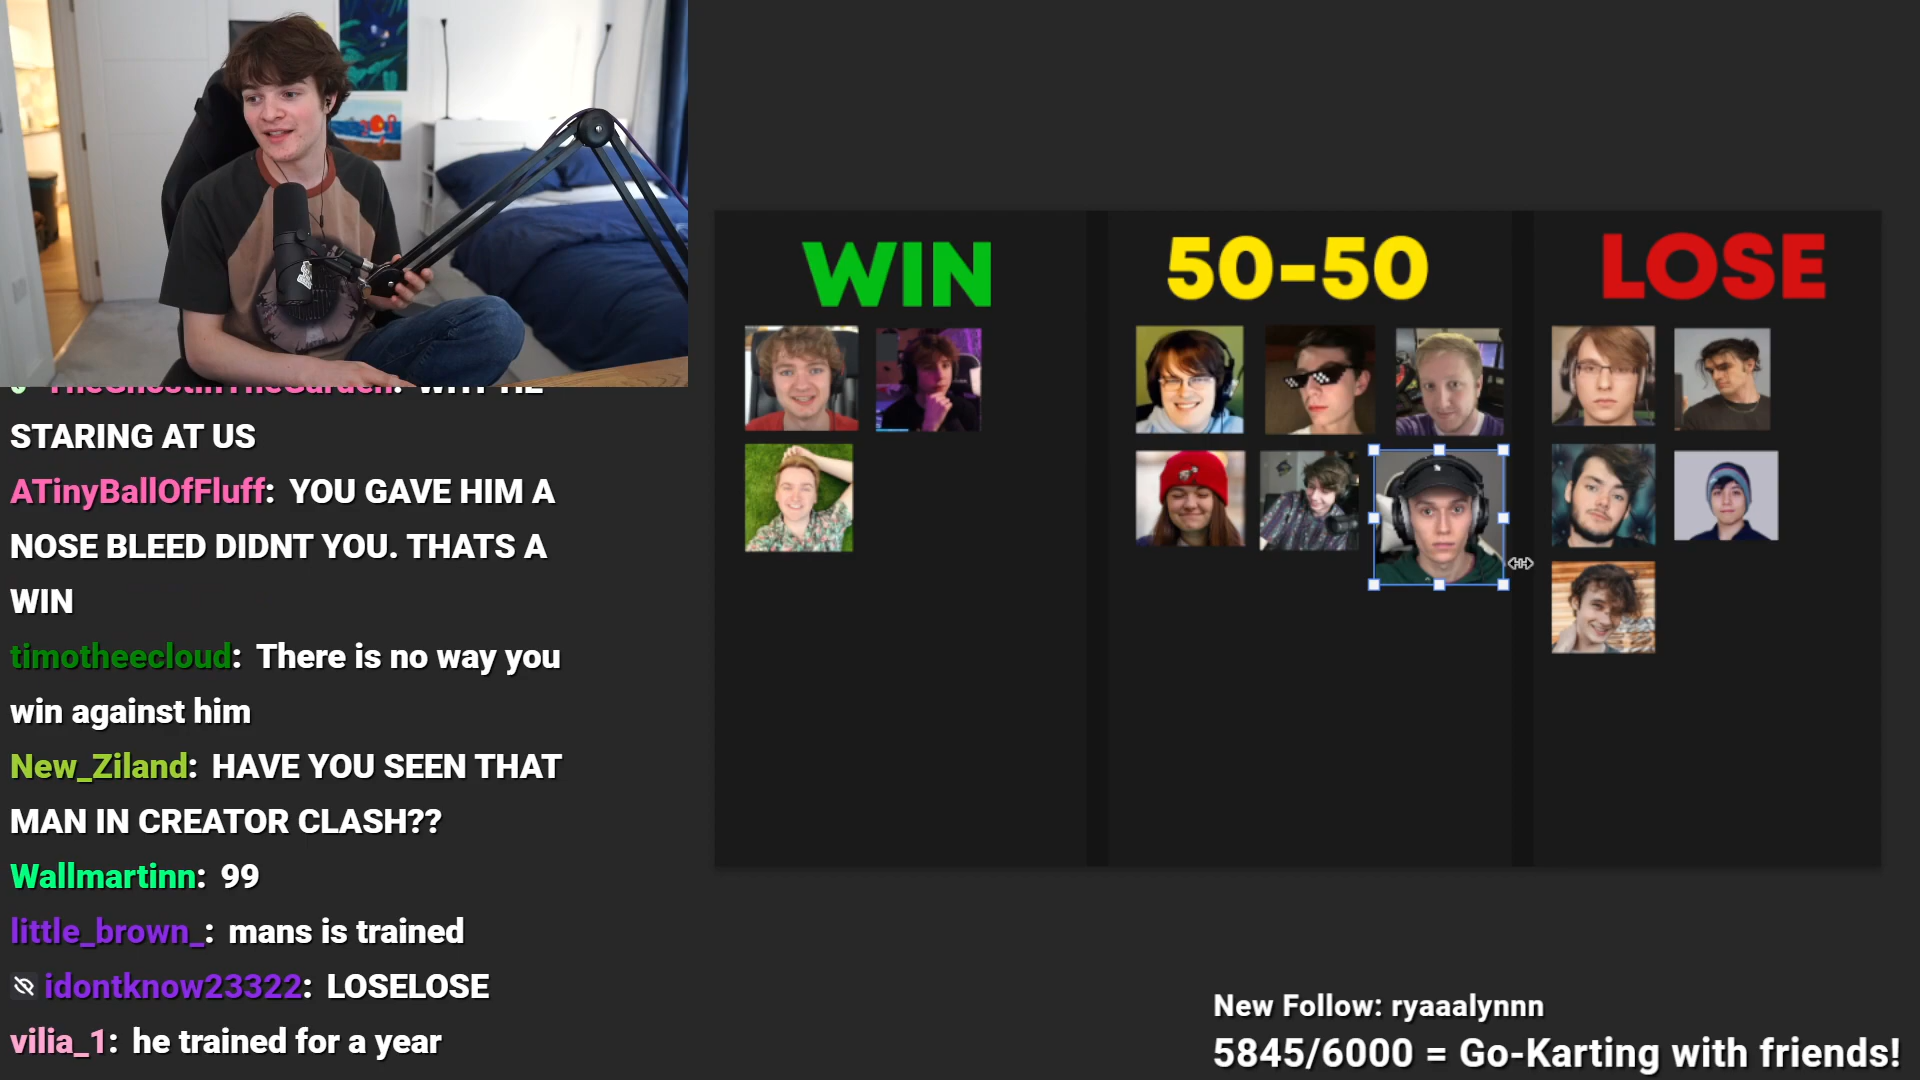 WIN
50-50
LOSE
TheGhostInTheGarden: WHY HE
STARING AT US
ATinyBallOfFluff: YOU GAVE HIM A
NOSE BLEED DIDNT YOU. THATS A
WIN
timotheecloud: There is no way you
win against him
New_Ziland: HAVE YOU SEEN THAT
MAN IN CREATOR CLASH??
Wallmartinn: 99
little_brown_: mans is trained
idontknow23322: LOSELOSE
vilia_1: he trained for a year
New Follow: ryaaalynnn
5845/6000 = Go-Karting with friends!